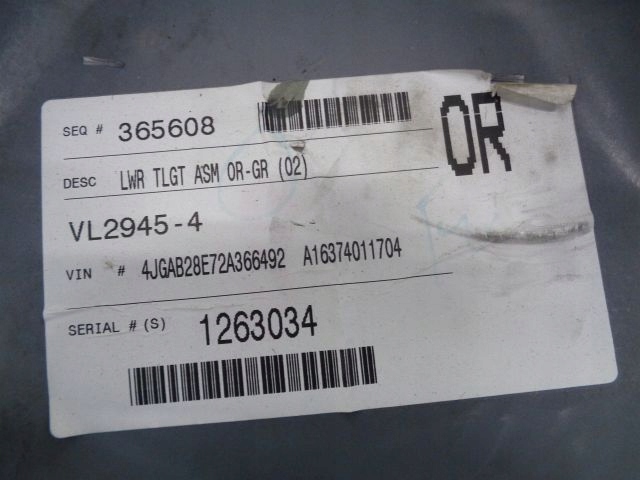 SEQ # 365608
OR
DESC LWR TLGT ASM OR-GR (02)
VL2945-4
VIN # 4JGAB28E72A366492 A16374011704
SERIAL #(S) 1263034